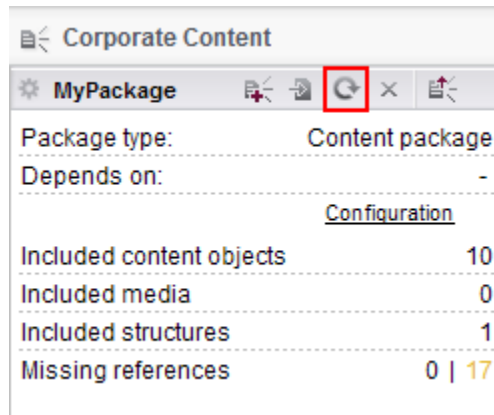 Corporate Content
MyPackage
Package type: Content package
Depends on: -
Configuration
Included content objects 10
Included media 0
Included structures 1
Missing references 0 | 17